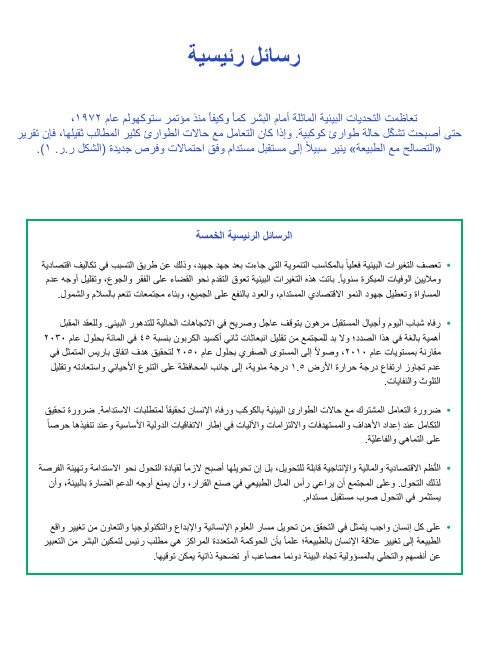 رسائل رئيسية
تعاظمت التحديات البيئية الماثلة أمام البشر كماً وكيفاً منذ مؤتمر ستوكهولم عام ١٩٧٢،
حتى أصبحت تشكّل حالة طوارئ كوكبية. وإذا كان التعامل مع حالات الطوارئ كثير المطالب ثقيلها، فإن تقرير
«التصالح مع الطبيعة» ينير سبيلاً إلى مستقبل مستدام وفق احتمالات وفرص جديدة (الشكل ر.ر. ١).
الرسائل الرئيسية الخمسة
• تعصف التغيرات البيئية فعلياً بالمكاسب التنموية التي جاءت بعد جهد جهيد، وذلك عن طريق التسبب في تكاليف اقتصادية
وملايين الوفيات المبكرة سنوياً. باتت هذه التغيرات البيئية تعوق التقدم نحو القضاء على الفقر والجوع، وتقليل أوجه عدم
المساواة وتعطيل جهود النمو الاقتصادي المستدام، والعود بالنفع على الجميع، وبناء مجتمعات تنعم بالسلام والشمول.
• رفاه شباب اليوم وأجيال المستقبل مرهون بتوقف عاجل وصريح في الاتجاهات الحالية للتدهور البيئي. وللعقد المقبل
أهمية بالغة في هذا الصدد؛ ولا بد للمجتمع من تقليل انبعاثات ثاني أكسيد الكربون بنسبة ٤٥ في المائة بحلول عام ٢٠٣٠
مقارنة بمستويات عام ٢٠١٠، وصولاً إلى المستوى الصفري بحلول عام ٢٠٥٠ لتحقيق هدف اتفاق باريس المتمثل في
عدم تجاوز ارتفاع درجة حرارة الأرض ١.٥ درجة مئوية، إلى جانب المحافظة على التنوع الأحيائي واستعادته وتقليل
التلوث والنفايات.
• ضرورة التعامل المشترك مع حالات الطوارئ البيئية بالكوكب ورفاه الإنسان تحقيقاً لمتطلبات الاستدامة. ضرورة تحقيق
التكامل عند إعداد الأهداف والمستهدفات والالتزامات والآليات في إطار الاتفاقيات الدولية الأساسية وعند تنفيذها حرصاً
على التماهي والفاعليّة.
• النُّظم الاقتصادية والمالية والإنتاجية قابلة للتحويل، بل إن تحويلها أصبح لازماً لقيادة التحول نحو الاستدامة وتهيئة الفرصة
لذلك التحول. وعلى المجتمع أن يراعي رأس المال الطبيعي في صنع القرار، وأن يمنع أوجه الدعم الضارة بالبيئة، وأن
يستثمر في التحول صوب مستقبل مستدام.
• على كل إنسان واجب يتمثل في التحقق من تحويل مسار العلوم الإنسانية والإبداع والتكنولوجيا والتعاون من تغيير واقع
الطبيعة إلى تغيير علاقة الإنسان بالطبيعة؛ علماً بأن الحوكمة المتعددة المراكز هي مطلب رئيس لتمكين البشر من التعبير
عن أنفسهم والتحلي بالمسؤولية تجاه البيئة دونما مصاعب أو تضحية ذاتية يمكن توقيها.